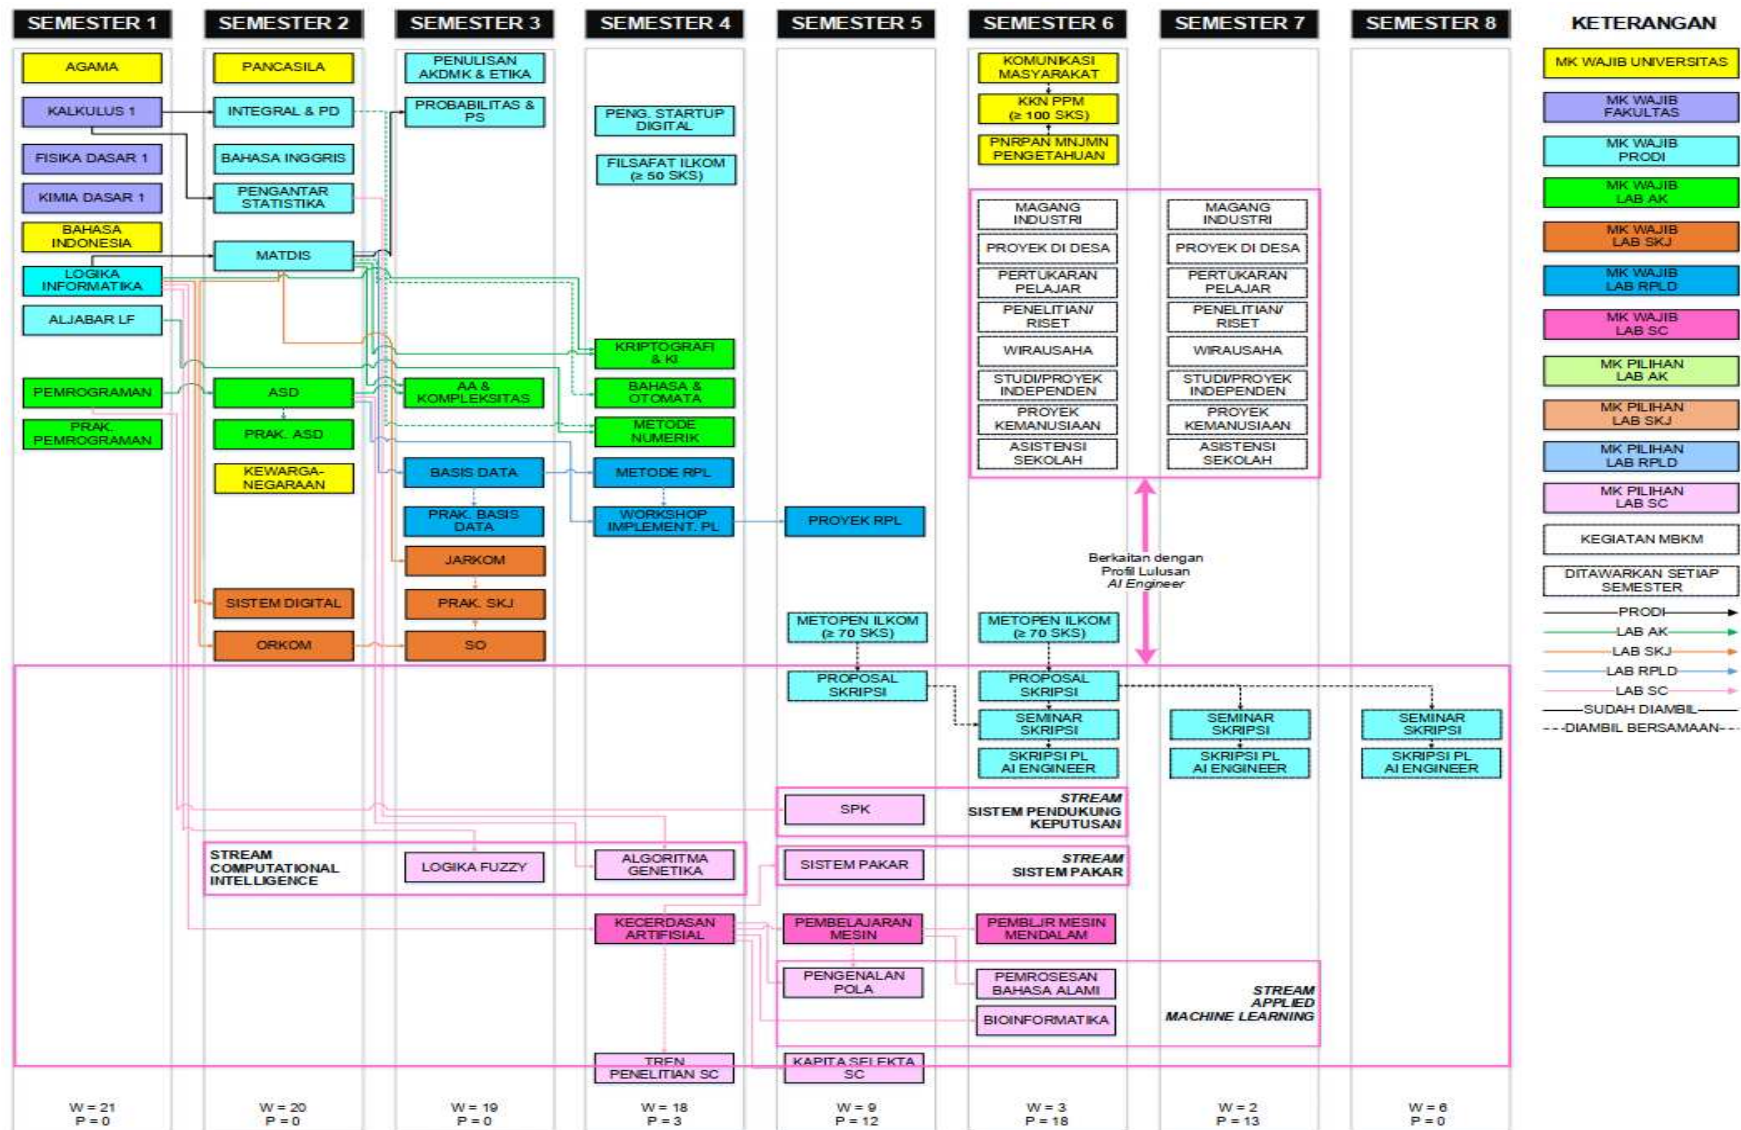 SEMESTER 1
SEMESTER 2
SEMESTER 3
SEMESTER 4
SEMESTER 5
SEMESTER 6
SEMESTER 7
SEMESTER 8
KETERANGAN
AGAMA
KALKULUS 1
FISIKA DASAR 1
KIMIA DASAR 1
BAHASA
INDONESIA
LOGIKA
INFORMATIKA
ALJABAR LF
PEMROGRAMAN
PRAK.
PEMROGRAMAN
W = 21
P = 0
PANCASILA
INTEGRAL & PD
BAHASA INGGRIS
PENGANTAR
STATISTIKA
MATDIS
ASD
PRAK. ASD
KEWARGA-
NEGARAAN
SISTEM DIGITAL
ORKOM
STREAM
COMPUTATIONAL
INTELLIGENCE
W = 20
P = 0
PENULISAN
AKDMK & ETIKA
PROBABILITAS &
PS
AA &
KOMPLEKSITAS
BASIS DATA
PRAK. BASIS
DATA
JARKOM
PRAK. SKJ
SO
LOGIKA FUZZY
W = 19
P = 0
PENG. STARTUP
DIGITAL
FILSAFAT ILKOM
(≥ 50 SKS)
KRIPTOGRAFI
& KI
BAHASA &
OTOMATA
METODE
NUMERIK
METODE RPL
WORKSHOP
IMPLEMENT. PL
ALGORITMA
GENETIKA
KECERDASAN
ARTIFISIAL
TREN
PENELITIAN SC
W = 18
P = 3
PROYEK RPL
METOPEN ILKOM
(≥ 70 SKS)
PROPOSAL
SKRIPSI
SPK
SISTEM PAKAR
PEMBELAJARAN
MESIN
PENGENALAN
POLA
KAPITA SELEKTA
SC
W = 9
P = 12
KOMUNIKASI
MASYARAKAT
KKN PPM
(≥ 100 SKS)
PNRPAN MNJMN
PENGETAHUAN
MAGANG
INDUSTRI
PROYEK DI DESA
PERTUKARAN
PELAJAR
PENELITIAN/
RISET
WIRAUSAHA
STUDI/PROYEK
INDEPENDEN
PROYEK
KEMANUSIAAN
ASISTENSI
SEKOLAH
METOPEN ILKOM
(≥ 70 SKS)
PROPOSAL
SKRIPSI
SEMINAR
SKRIPSI
SKRIPSI PL
AI ENGINEER
STREAM
SISTEM PENDUKUNG
KEPUTUSAN
STREAM
SISTEM PAKAR
PEMBLJR MESIN
MENDALAM
PEMROSESAN
BAHASA ALAMI
BIOINFORMATIKA
W = 3
P = 18
MAGANG
INDUSTRI
PROYEK DI DESA
PERTUKARAN
PELAJAR
PENELITIAN/
RISET
WIRAUSAHA
STUDI/PROYEK
INDEPENDEN
PROYEK
KEMANUSIAAN
ASISTENSI
SEKOLAH
Berkaitan dengan
Profil Lulusan
AI Engineer
SEMINAR
SKRIPSI
SKRIPSI PL
AI ENGINEER
STREAM
APPLIED
MACHINE LEARNING
W = 2
P = 13
SEMINAR
SKRIPSI
SKRIPSI PL
AI ENGINEER
W = 6
P = 0
MK WAJIB UNIVERSITAS
MK WAJIB
FAKULTAS
MK WAJIB
PRODI
MK WAJIB
LAB AK
MK WAJIB
LAB SKJ
MK WAJIB
LAB RPLD
MK WAJIB
LAB SC
MK PILIHAN
LAB AK
MK PILIHAN
LAB SKJ
MK PILIHAN
LAB RPLD
MK PILIHAN
LAB SC
KEGIATAN MBKM
DITAWARKAN SETIAP
SEMESTER
PRODI
LAB AK
LAB SKJ
LAB RPLD
LAB SC
SUDAH DIAMBIL
DIAMBIL BERSAMAAN